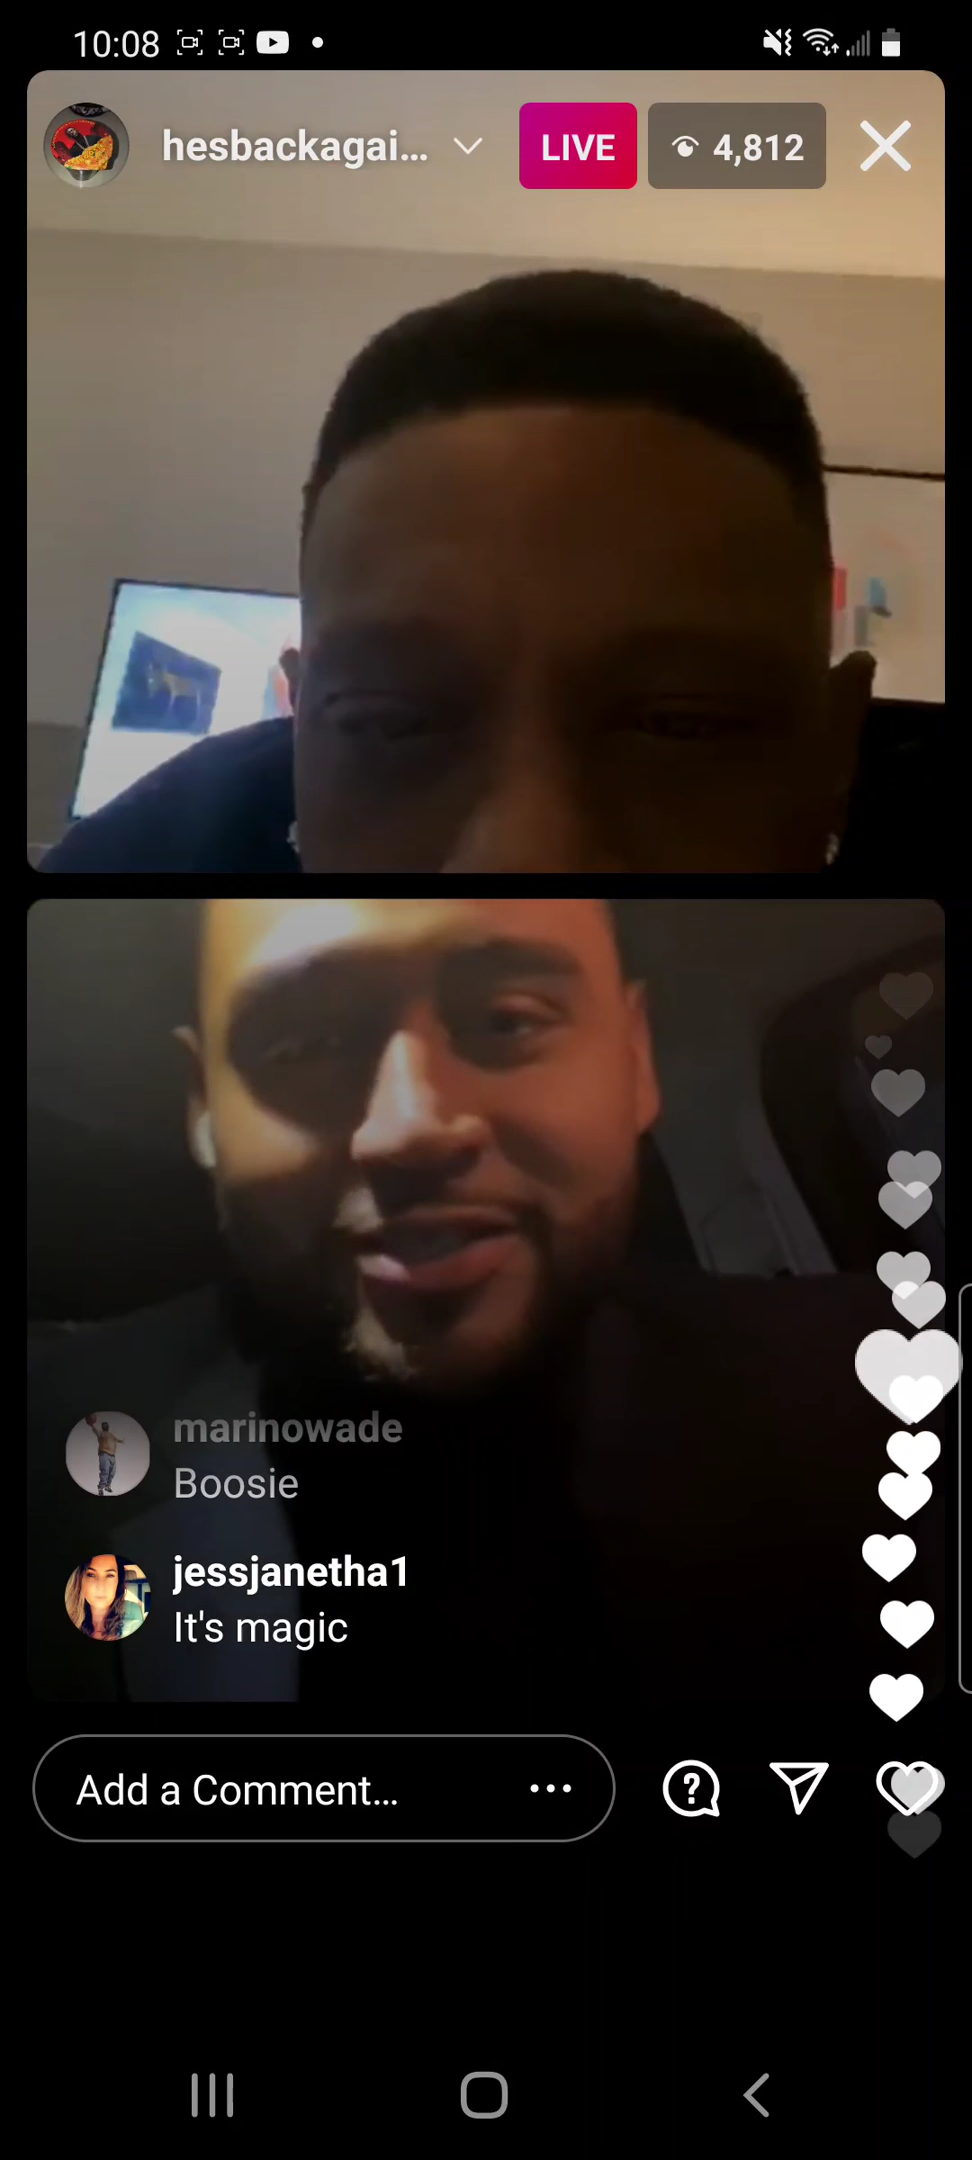 10:08
hesbackagai...
LIVE
4,812
marinowade
Boosie
jessjanetha1
It's magic
Add a Comment...